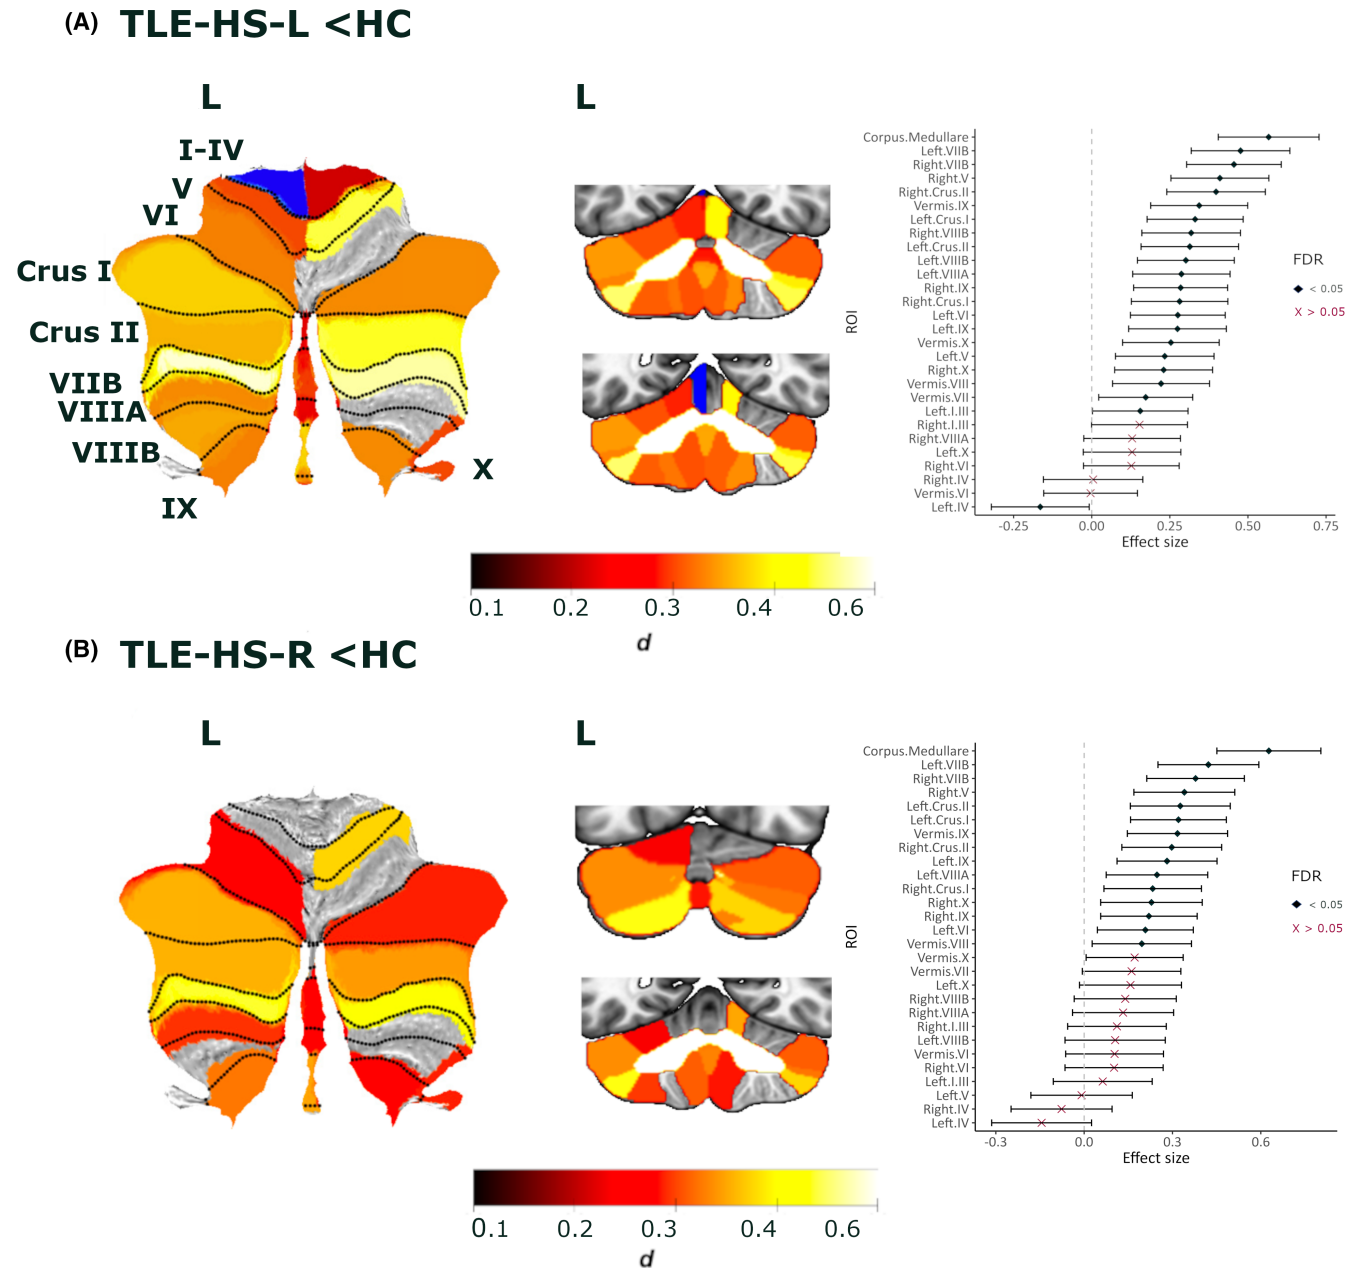 (A) TLE-HS-L <HC
L
L
I-IV
V
VI
Crus I
Crus II
VIIB
VIIIA
VIIIB
IX
X
Corpus.Medullare
Left.VIIB
Right.VIIB
Right.V
Right.Crus.II
Vermis.IX
Left.Crus.I
Right.VIIIB
Left.Crus.II
Left.VIIIB
Left.VIIIA
Right.IX
Right.Crus.I
Left.VI
Left.IX
Vermis.X
Left.V
Right.X
Vermis.VIII
Vermis.VII
Left.I.III
Right.I.III
Right.VIIIA
Left.X
Right.VI
Right.IV
Vermis.VI
Left.IV
ROI
-0.25 0.00 0.25 0.50 0.75
Effect size
FDR
< 0.05
X > 0.05
0.1 0.2 0.3 0.4 0.6
d
(B) TLE-HS-R <HC
L
L
Corpus.Medullare
Left.VIIB
Right.VIIB
Right.V
Left.Crus.II
Left.Crus.I
Vermis.IX
Right.Crus.II
Left.IX
Left.VIIIA
Right.Crus.I
Right.X
Right.IX
Left.VI
Vermis.VIII
Vermis.X
Vermis.VII
Left.X
Right.VIIIB
Right.VIIIA
Right.I.III
Left.VIIIB
Vermis.VI
Right.VI
Left.I.III
Left.V
Right.IV
Left.IV
ROI
-0.3 0.0 0.3 0.6
Effect size
FDR
< 0.05
X > 0.05
0.1 0.2 0.3 0.4 0.6
d